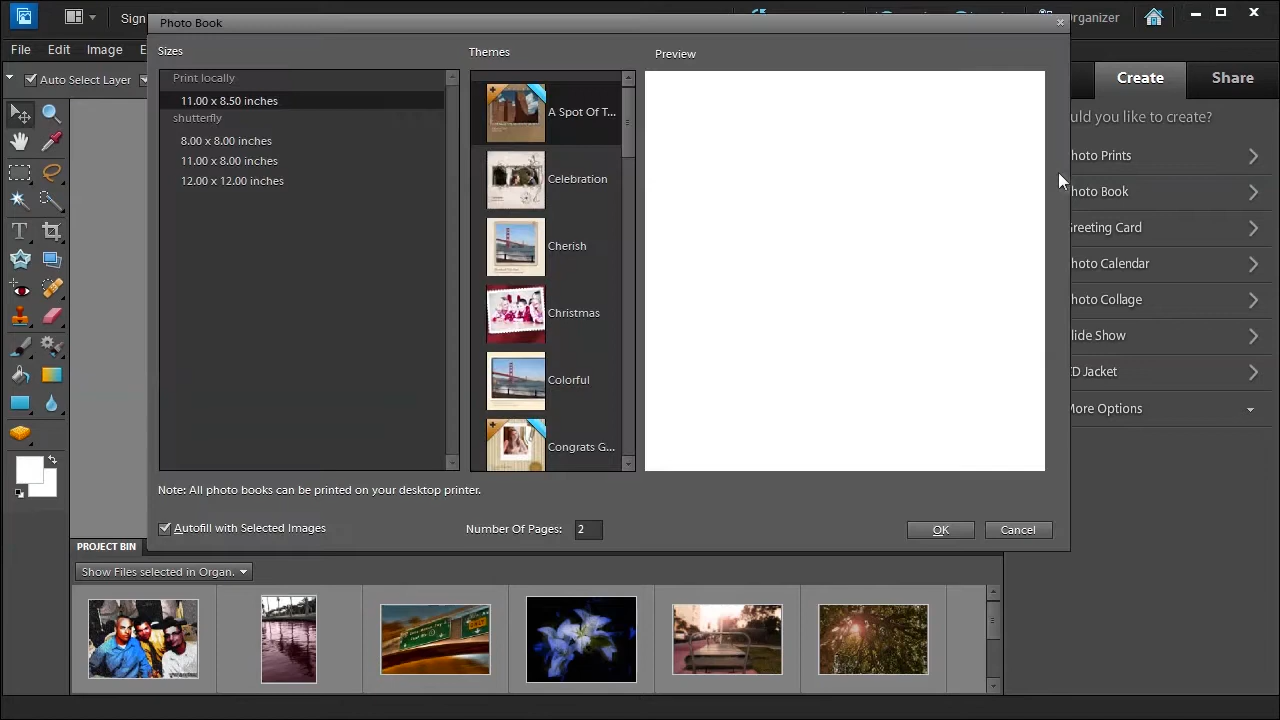 Sign
Photo Book
Organizer
File Edit Image E
Auto Select Layer
Sizes
Print locally
11.00 x 8.50 inches
shutterfly
8.00 x 8.00 inches
11.00 x 8.00 inches
12.00 x 12.00 inches
Themes
A Spot Of T...
Celebration
Cherish
Christmas
Colorful
Congrats G...
Preview
Note: All photo books can be printed on your desktop printer.
Autofill with Selected Images
Number Of Pages: 2
OK
Cancel
Create
Share
uld you like to create?
hoto Prints
hoto Book
Greeting Card
hoto Calendar
hoto Collage
lide Show
D Jacket
More Options
PROJECT BIN
Show Files selected in Organ.